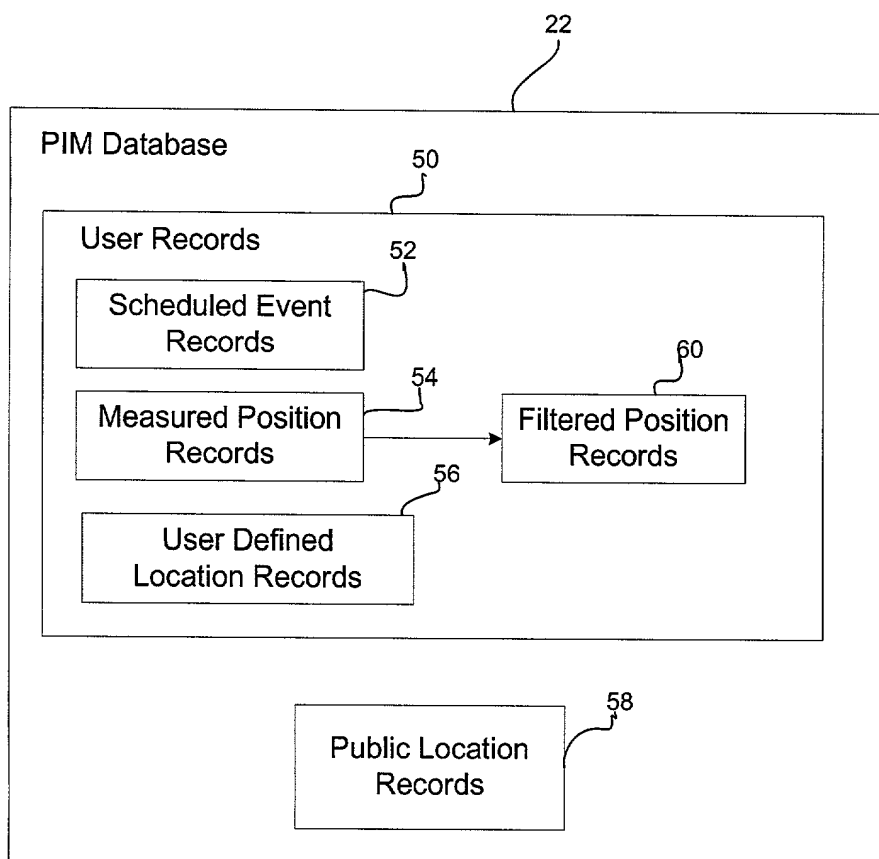 22
PIM Database
50
User Records
52
Scheduled Event
Records
54
Measured Position
Records
60
Filtered Position
Records
56
User Defined
Location Records
58
Public Location
Records